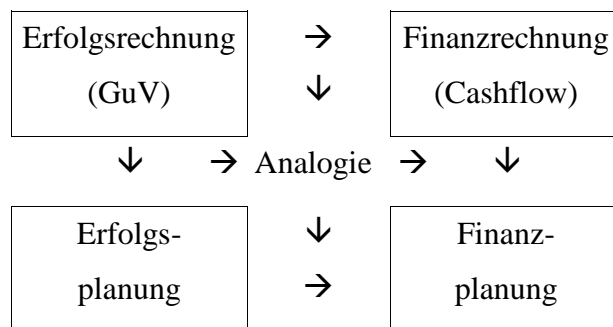 Erfolgsrechnung → Finanzrechnung
(GuV) ↓ (Cashflow)
↓ → Analogie → ↓
Erfolgs- ↓ Finanz-
planung → planung